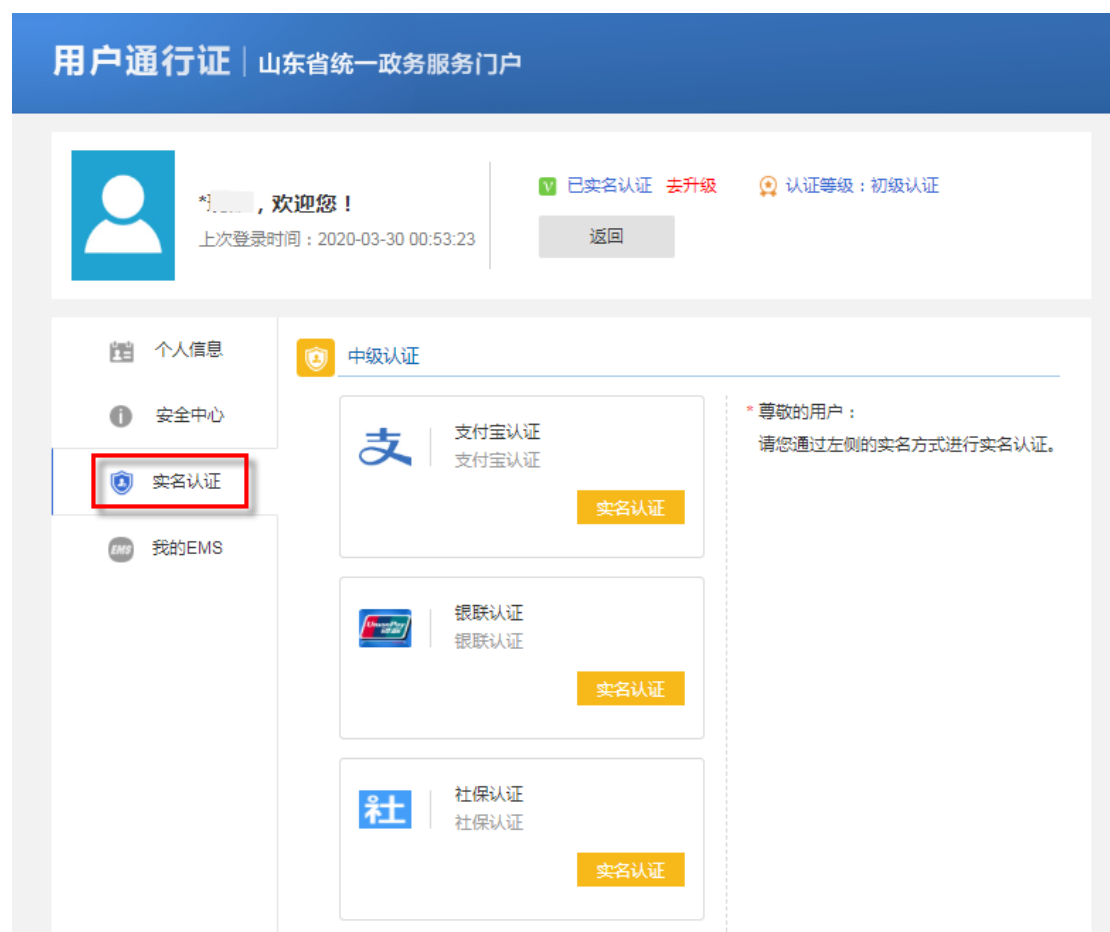 用户通行证 | 山东省统一政务服务门户
已实名认证 去升级 认证等级：初级认证
*，欢迎您！
上次登录时间：2020-03-30 00:53:23
返回
个人信息
安全中心
实名认证
我的EMS
中级认证
支付宝认证
支付宝认证
实名认证
银联认证
银联认证
实名认证
社保认证
社保认证
实名认证
* 尊敬的用户：
请您通过左侧的实名方式进行实名认证。
支
UnionPay
银联
社
EMS